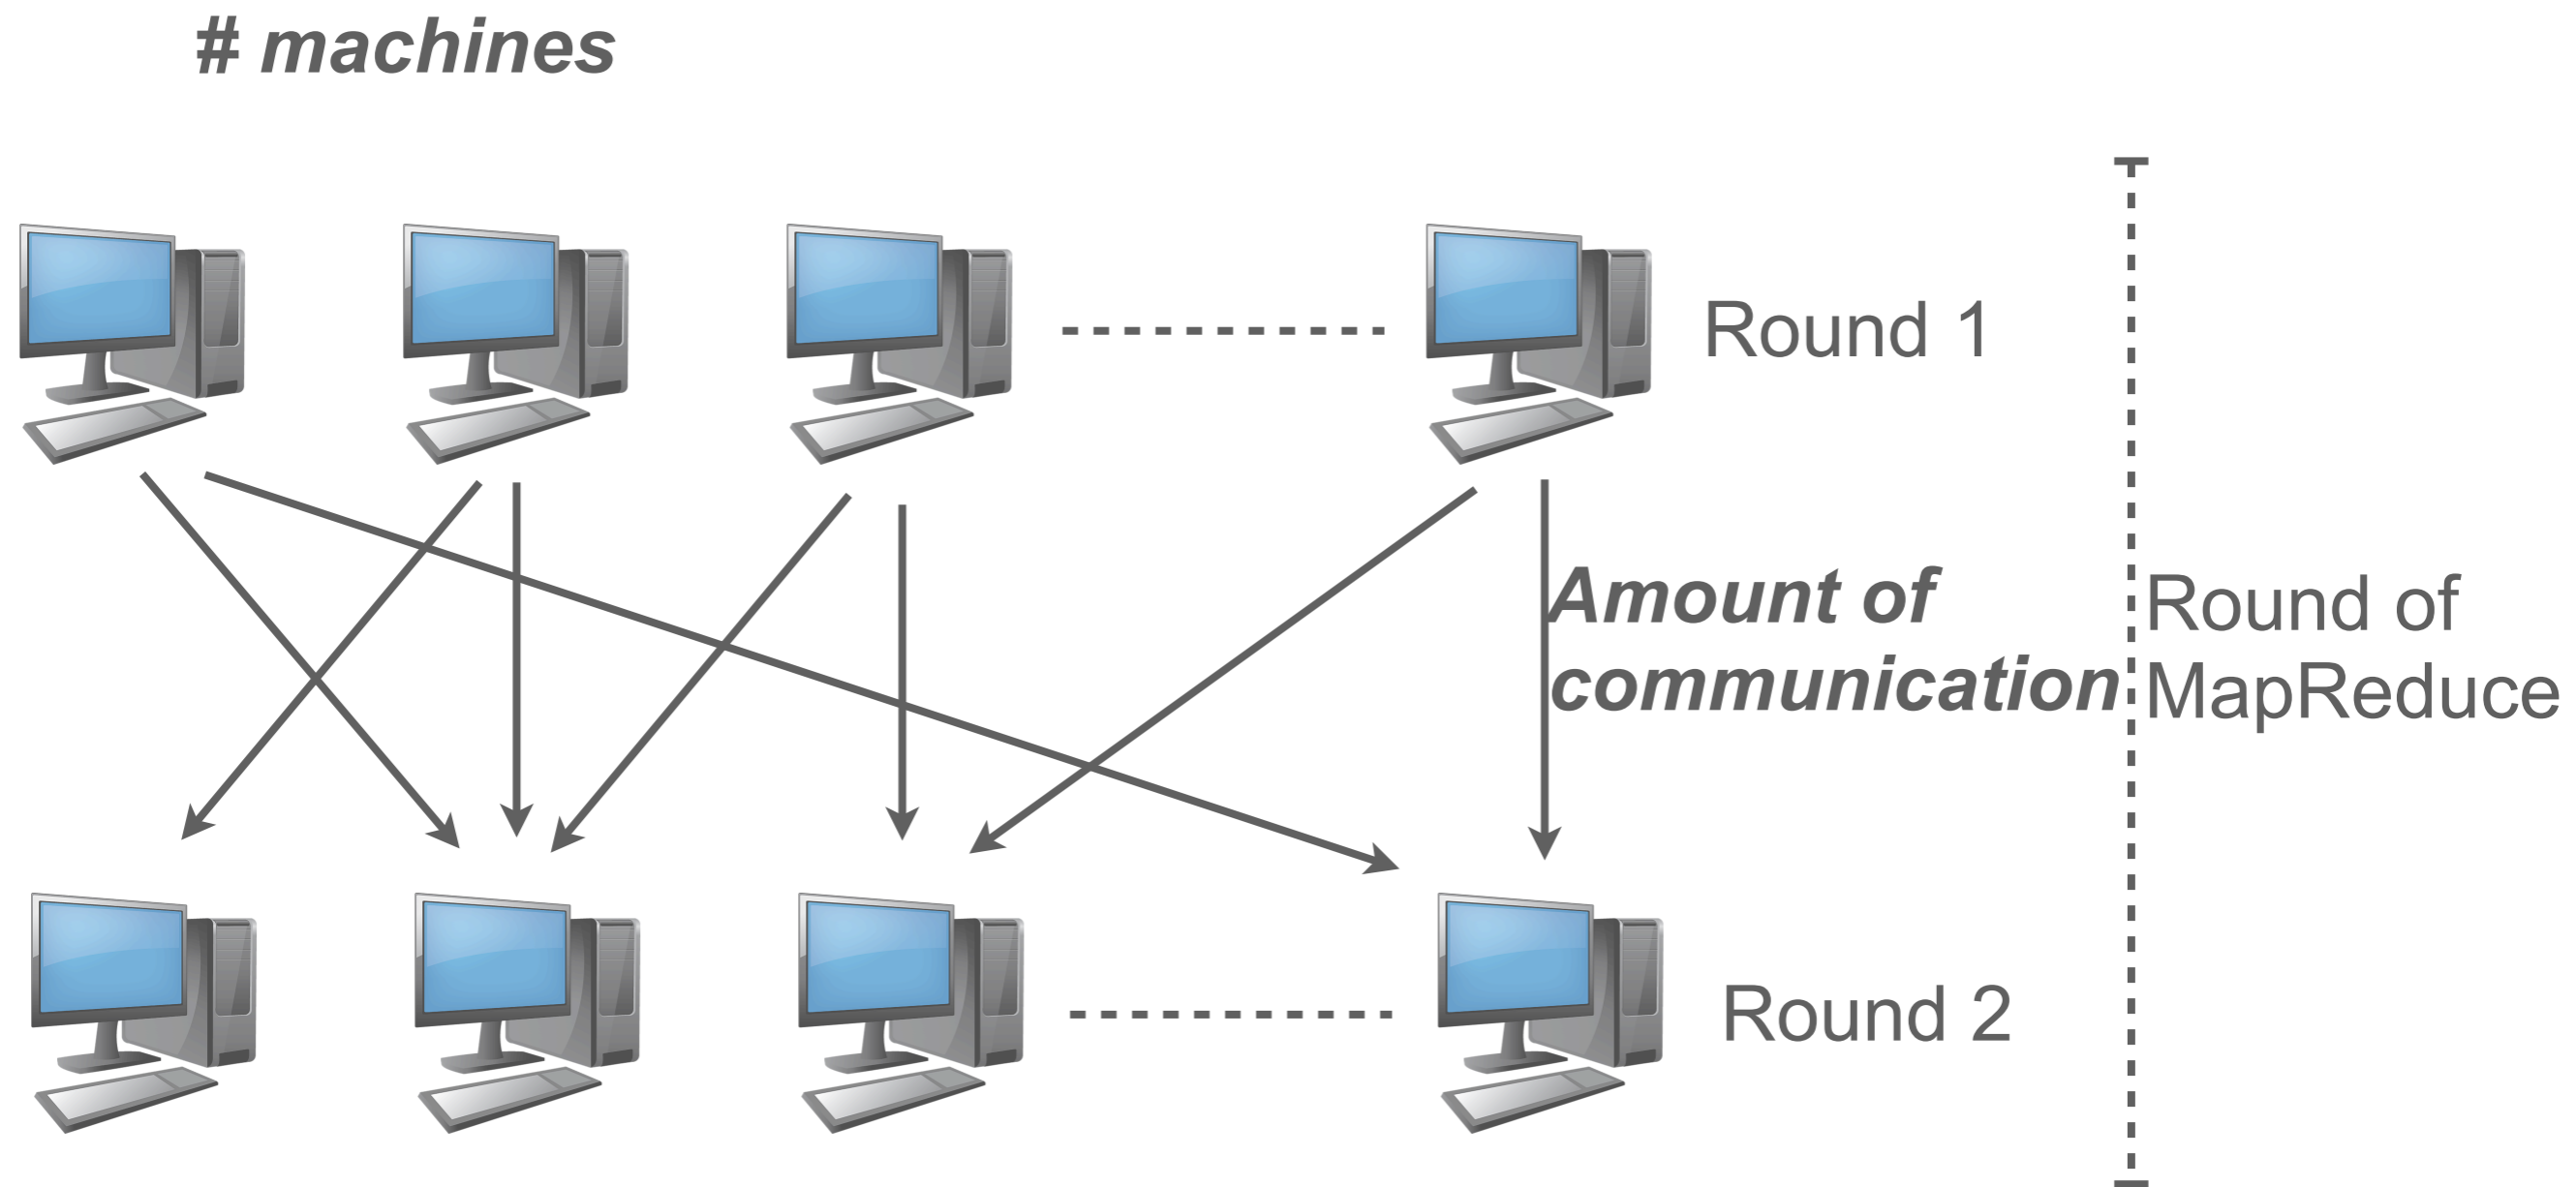 # machines
Round 1
Amount of
communication
Round of
MapReduce
Round 2